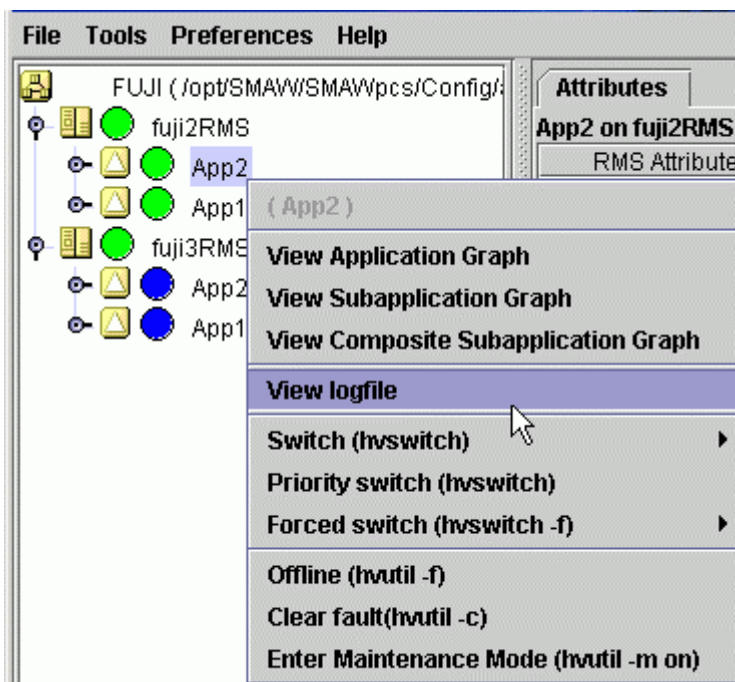 File Tools Preferences Help
FUJI ( /opt/SMAW/SMAWpcs/Config/
Attributes
fuji2RMS
App2 on fuji2RMS
App2
RMS Attribute
App1
( App2 )
fuji3RMS
View Application Graph
App2
View Subapplication Graph
App1
View Composite Subapplication Graph
View logfile
Switch (hvswitch)
Priority switch (hvswitch)
Forced switch (hvswitch -f)
Offline (hvutil -f)
Clear fault(hvutil -c)
Enter Maintenance Mode (hvutil -m on)